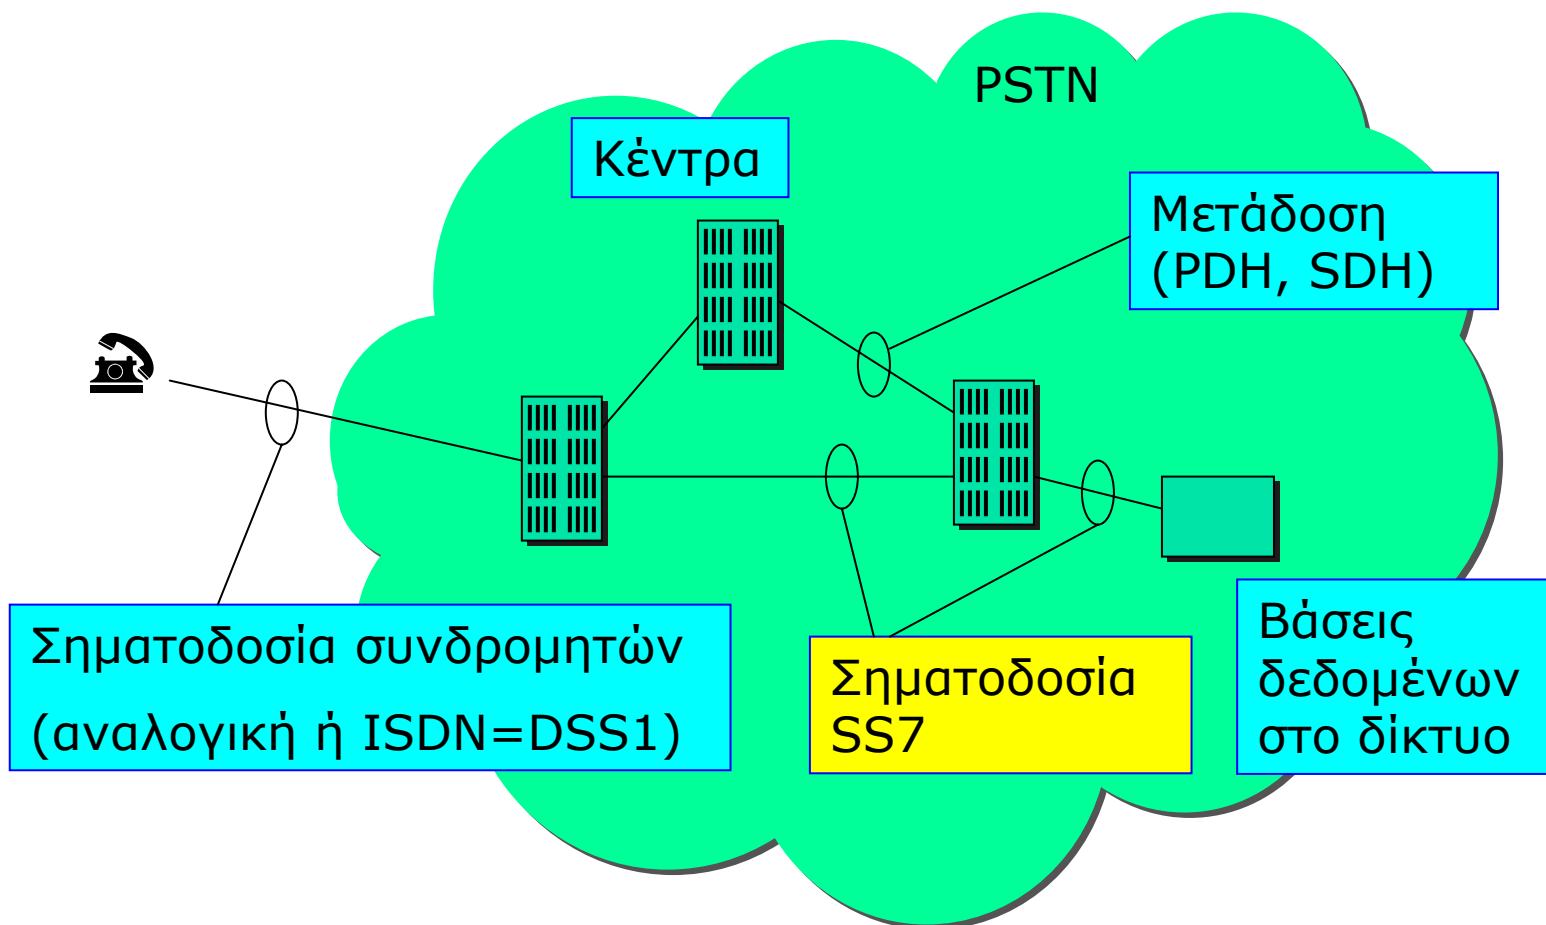 PSTN
Κέντρα
Μετάδοση
(PDH, SDH)
Σηματοδοσία συνδρομητών
(αναλογική ή ISDN=DSS1)
Σηματοδοσία
SS7
Βάσεις
δεδομένων
στο δίκτυο